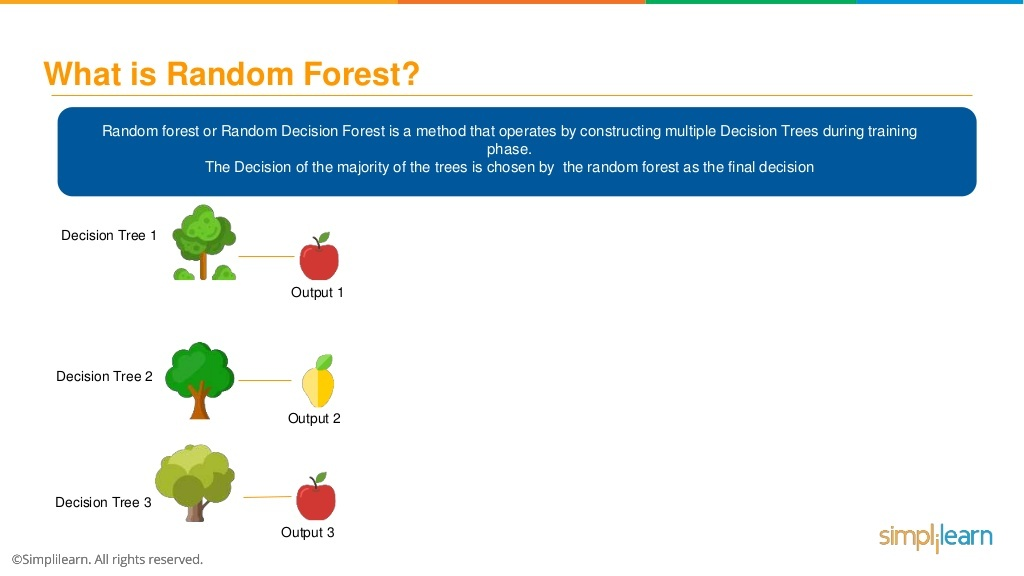 What is Random Forest?
Random forest or Random Decision Forest is a method that operates by constructing multiple Decision Trees during training
phase.
The Decision of the majority of the trees is chosen by  the random forest as the final decision
Decision Tree 1
Output 1
Decision Tree 2
Output 2
Decision Tree 3
Output 3
simplilearn
©Simplilearn. All rights reserved.